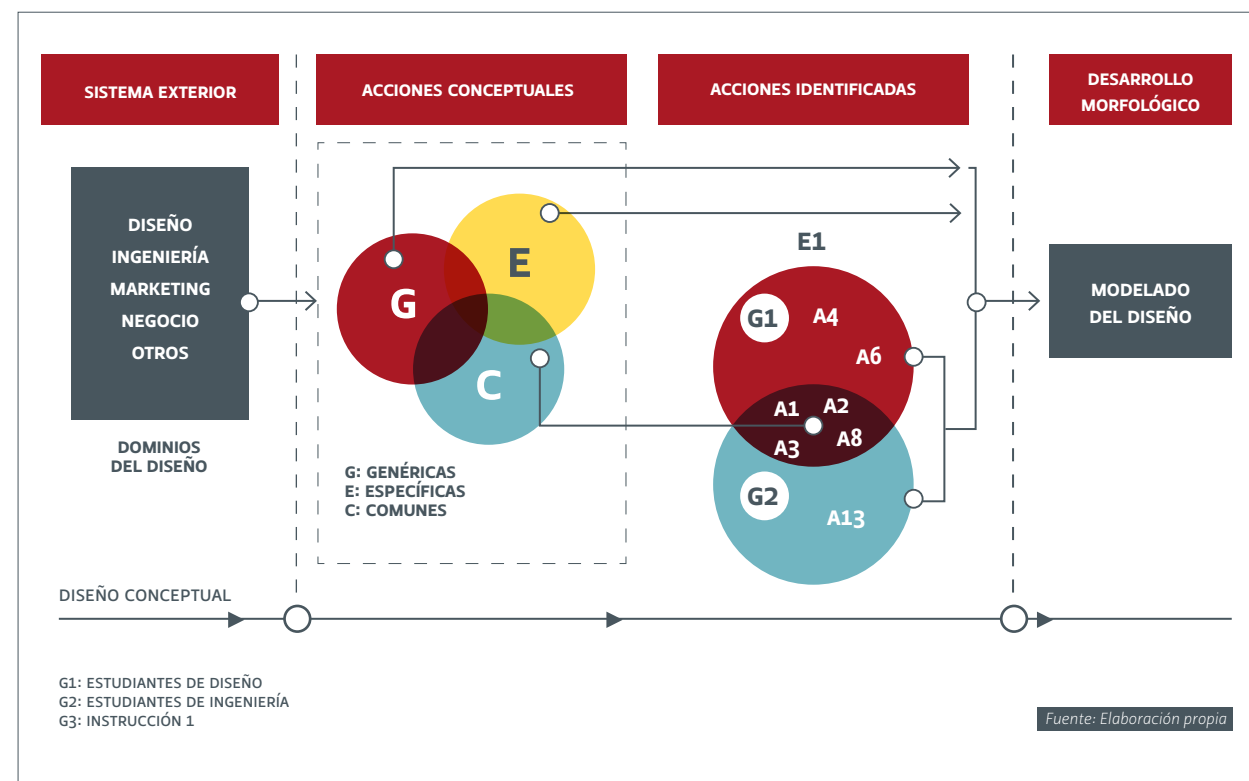 SISTEMA EXTERIOR
ACCIONES CONCEPTUALES
ACCIONES IDENTIFICADAS
DESARROLLO
MORFOLÓGICO
DISEÑO
INGENIERÍA
MARKETING
NEGOCIO
OTROS
DOMINIOS
DEL DISEÑO
G
E
C
G: GENÉRICAS
E: ESPECÍFICAS
C: COMUNES
E1
G1
A4
A6
A1
A2
A3
A8
G2
A13
MODELADO
DEL DISEÑO
DISEÑO CONCEPTUAL
G1: ESTUDIANTES DE DISEÑO
G2: ESTUDIANTES DE INGENIERÍA
G3: INSTRUCCIÓN 1
Fuente: Elaboración propia